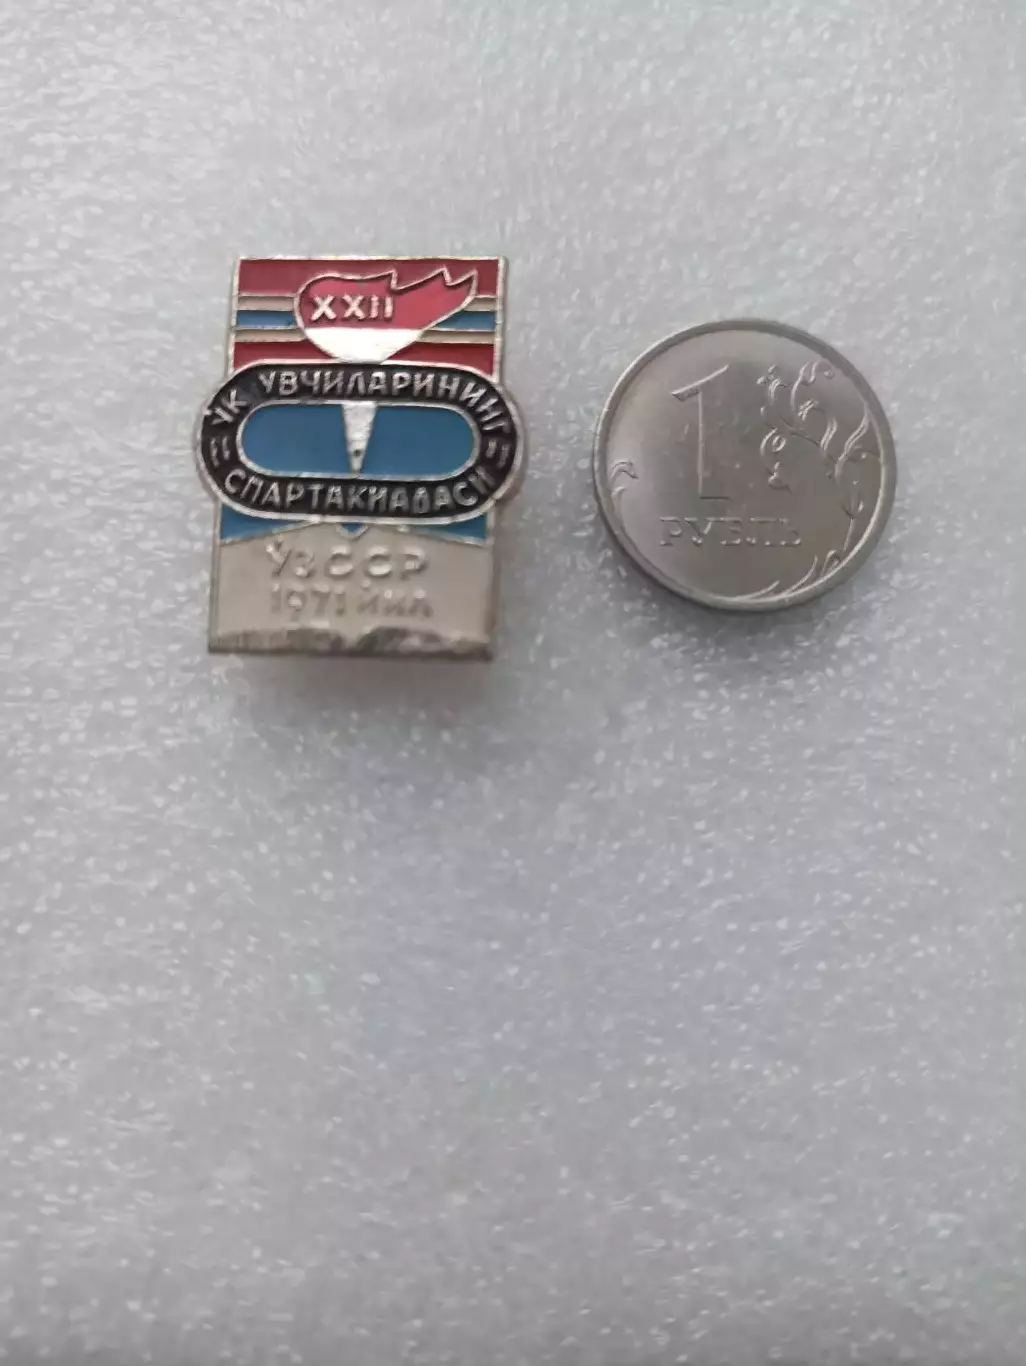 XXII
ЎҚУВЧИЛАРИНИНГ
СПАРТАКИАДАСИ
ЎЗССР
1971 ЙИЛ
1
РУБЛЬ